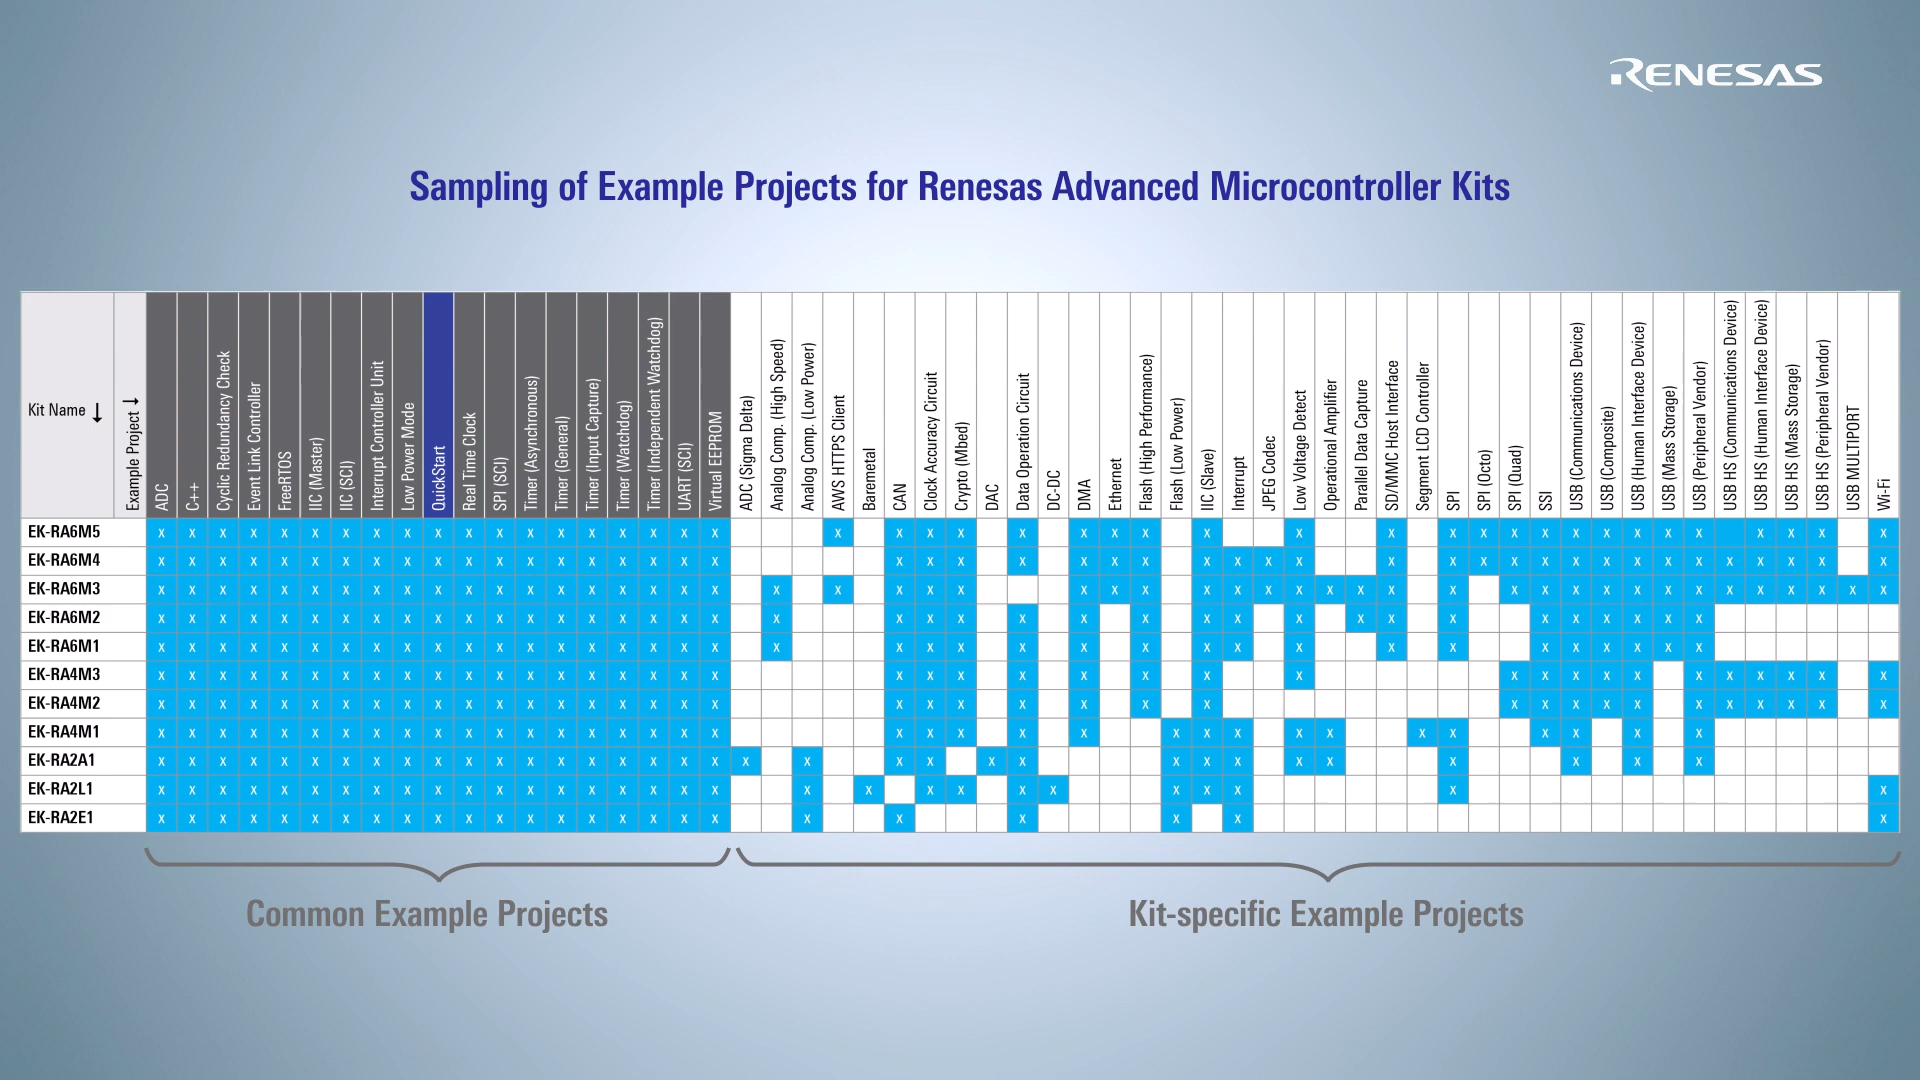 RENESAS
Sampling of Example Projects for Renesas Advanced Microcontroller Kits
Kit Name ↓
Example Project ↓
ADC
C++
Cyclic Redundancy Check
Event Link Controller
FreeRTOS
IIC (Master)
IIC (SCI)
Interrupt Controller Unit
Low Power Mode
QuickStart
Real Time Clock
SPI (SCI)
Timer (Asynchronous)
Timer (General)
Timer (Input Capture)
Timer (Watchdog)
Timer (Independent Watchdog)
UART (SCI)
Virtual EEPROM
ADC (Sigma Delta)
Analog Comp. (High Speed)
Analog Comp. (Low Power)
AWS HTTPS Client
Baremetal
CAN
Clock Accuracy Circuit
Crypto (Mbed)
DAC
Data Operation Circuit
DC-DC
DMA
Ethernet
Flash (High Performance)
Flash (Low Power)
IIC (Slave)
Interrupt
JPEG Codec
Low Voltage Detect
Operational Amplifier
Parallel Data Capture
SD/MMC Host Interface
Segment LCD Controller
SPI
SPI (Octo)
SPI (Quad)
SSI
USB (Communications Device)
USB (Composite)
USB (Human Interface Device)
USB (Mass Storage)
USB (Peripheral Vendor)
USB HS (Communications Device)
USB HS (Human Interface Device)
USB HS (Mass Storage)
USB HS (Peripheral Vendor)
USB MULTIPORT
Wi-Fi
EK-RA6M5 x x x x x x x x x x x x x x x x x x x x x x x x x x x x x x x x x x x x x x x x x x x
EK-RA6M4 x x x x x x x x x x x x x x x x x x x x x x x x x x x x x x x x x x x x x x x x x x x x x
EK-RA6M3 x x x x x x x x x x x x x x x x x x x x x x x x x x x x x x x x x x x x x x x x x x x x x x x x
EK-RA6M2 x x x x x x x x x x x x x x x x x x x x x x x x x x x x x x x x x x x x x x
EK-RA6M1 x x x x x x x x x x x x x x x x x x x x x x x x x x x x x x x x x x x x x
EK-RA4M3 x x x x x x x x x x x x x x x x x x x x x x x x x x x x x x x x x x x x x x
EK-RA4M2 x x x x x x x x x x x x x x x x x x x x x x x x x x x x x x x x x x x x x
EK-RA4M1 x x x x x x x x x x x x x x x x x x x x x x x x x x x x x x x x x x x
EK-RA2A1 x x x x x x x x x x x x x x x x x x x x x x x x x x x x x x x x x x
EK-RA2L1 x x x x x x x x x x x x x x x x x x x x x x x x x x x x x x
EK-RA2E1 x x x x x x x x x x x x x x x x x x x x x x x x x
Common Example Projects
Kit-specific Example Projects